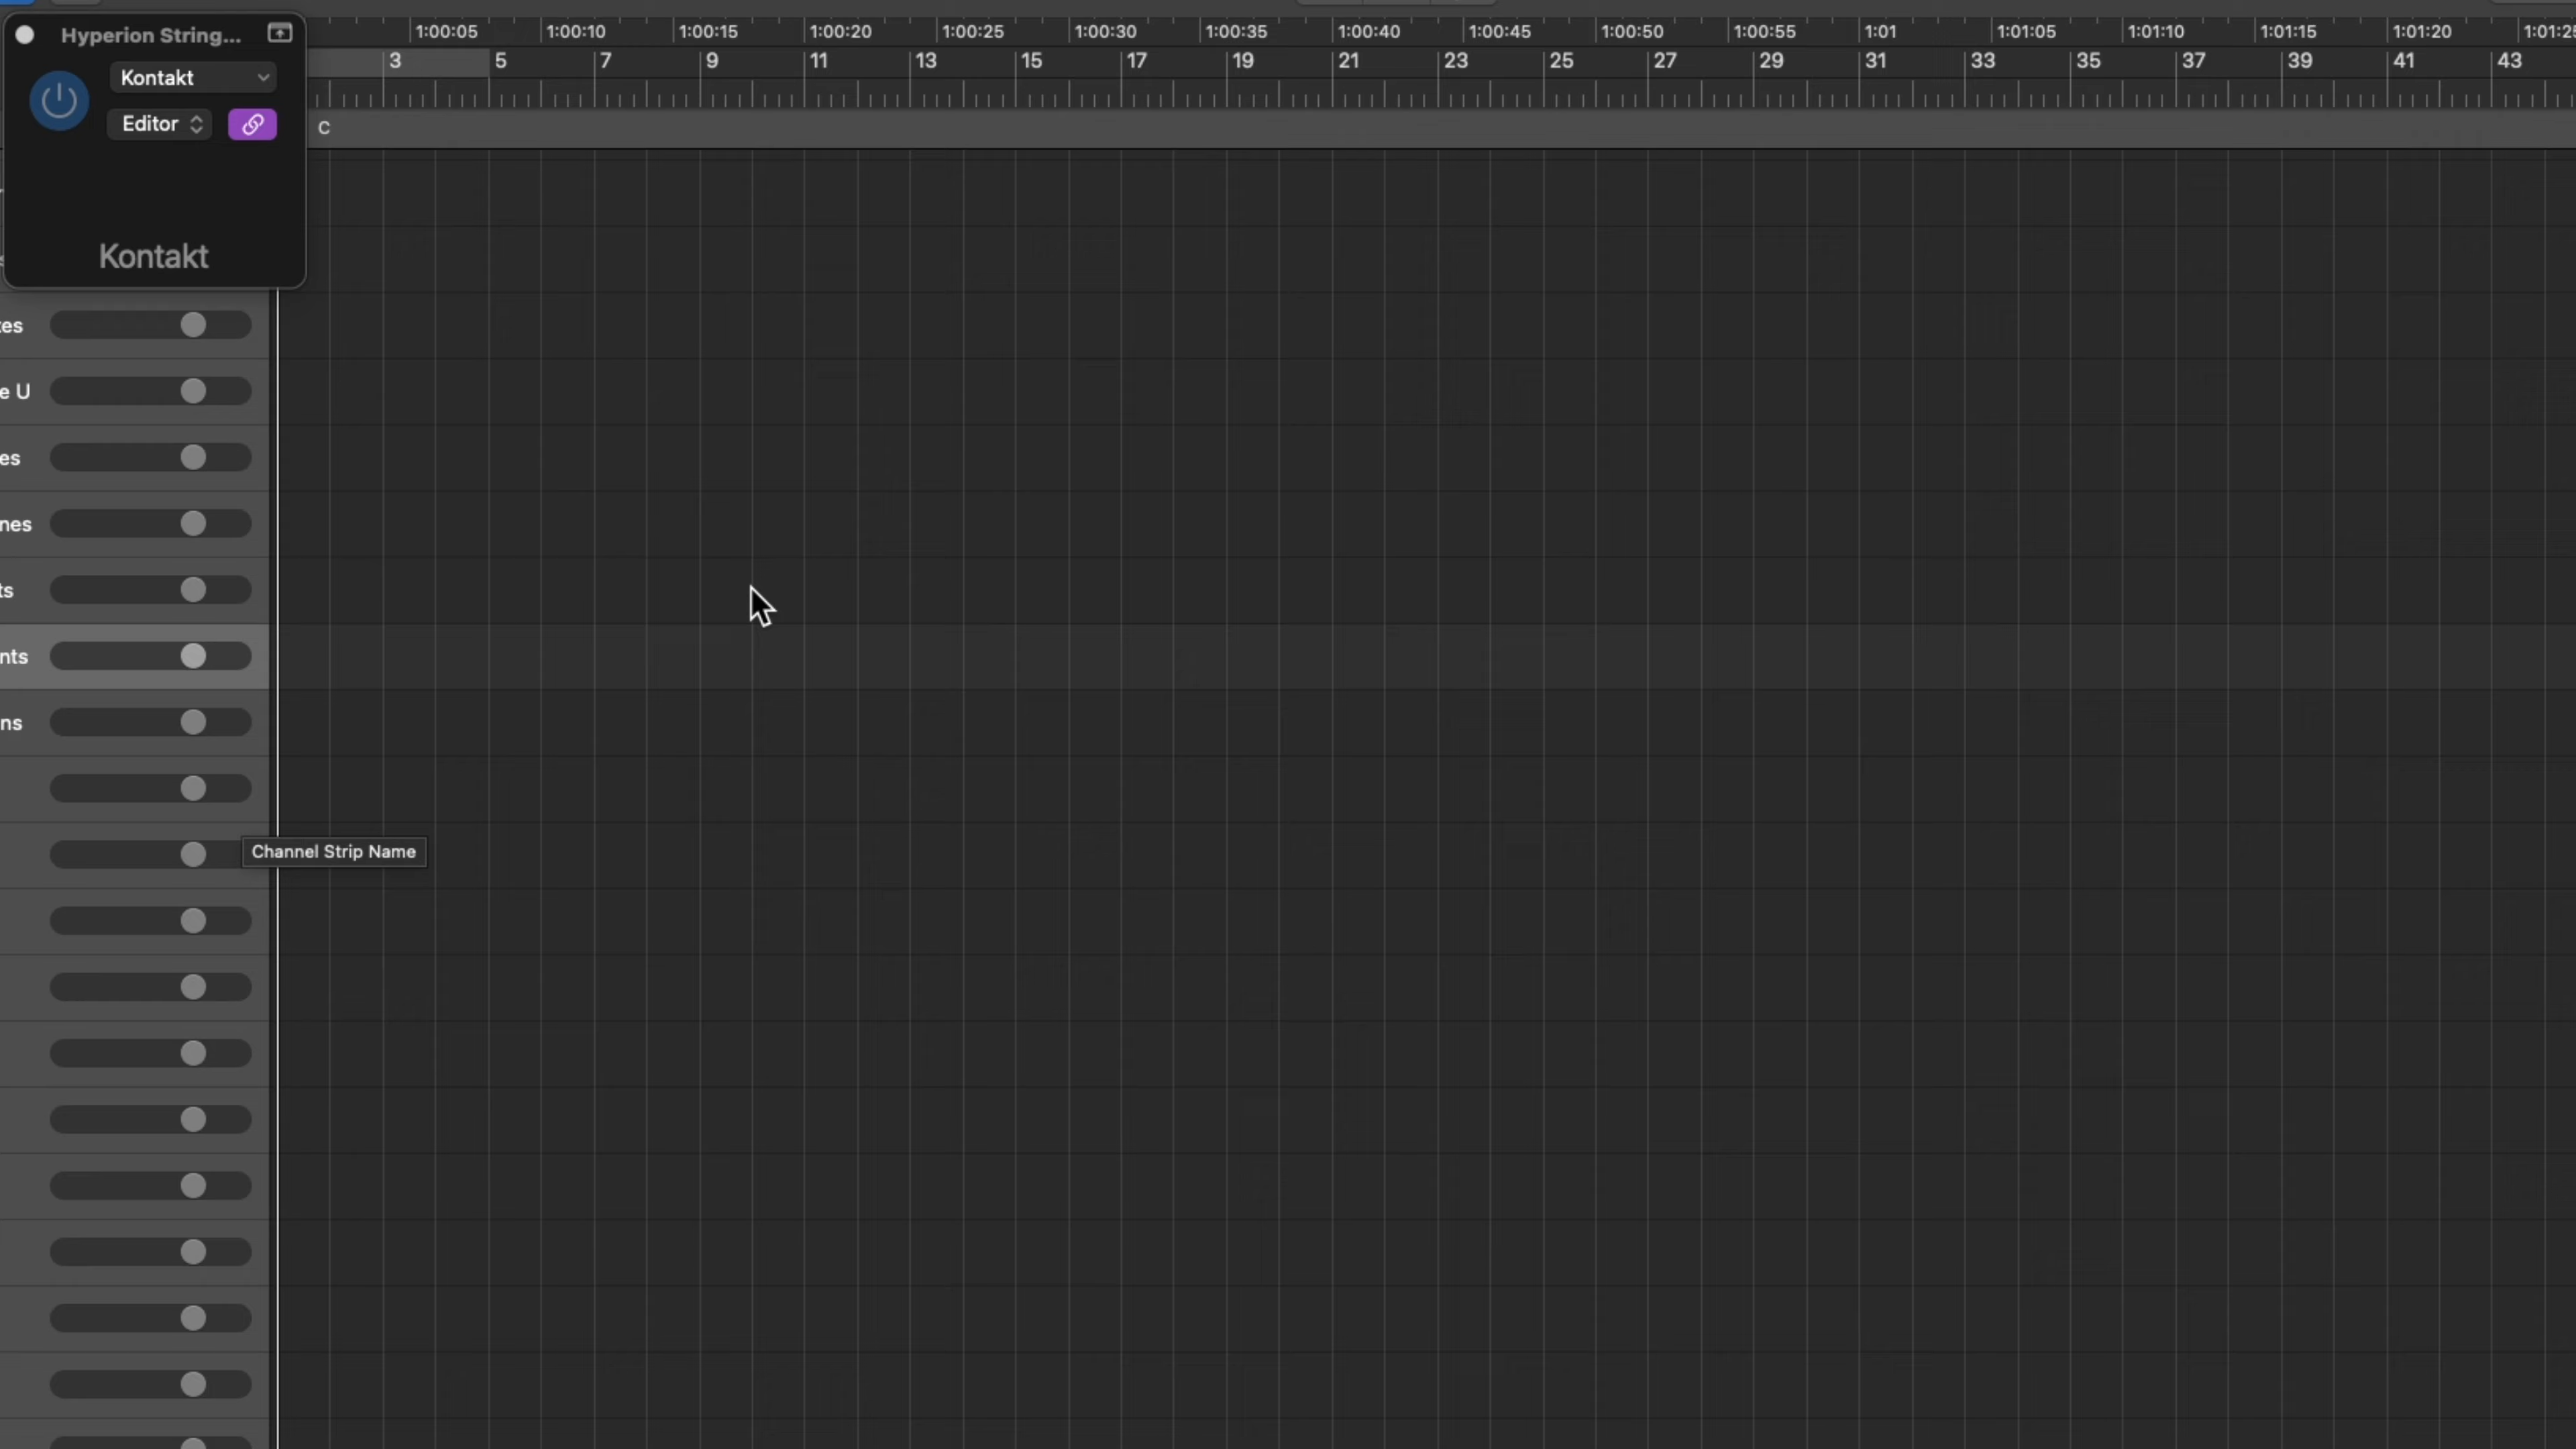 Hyperion String...
Kontakt
Editor
Kontakt
1:00:05 1:00:10 1:00:15 1:00:20 1:00:25 1:00:30 1:00:35 1:00:40 1:00:45 1:00:50 1:00:55 1:01 1:01:05 1:01:10 1:01:15 1:01:20
3 5 7 9 11 13 15 17 19 21 23 25 27 29 31 33 35 37 39 41 43
C
tes
e U
es
nes
ts
nts
ns
Channel Strip Name